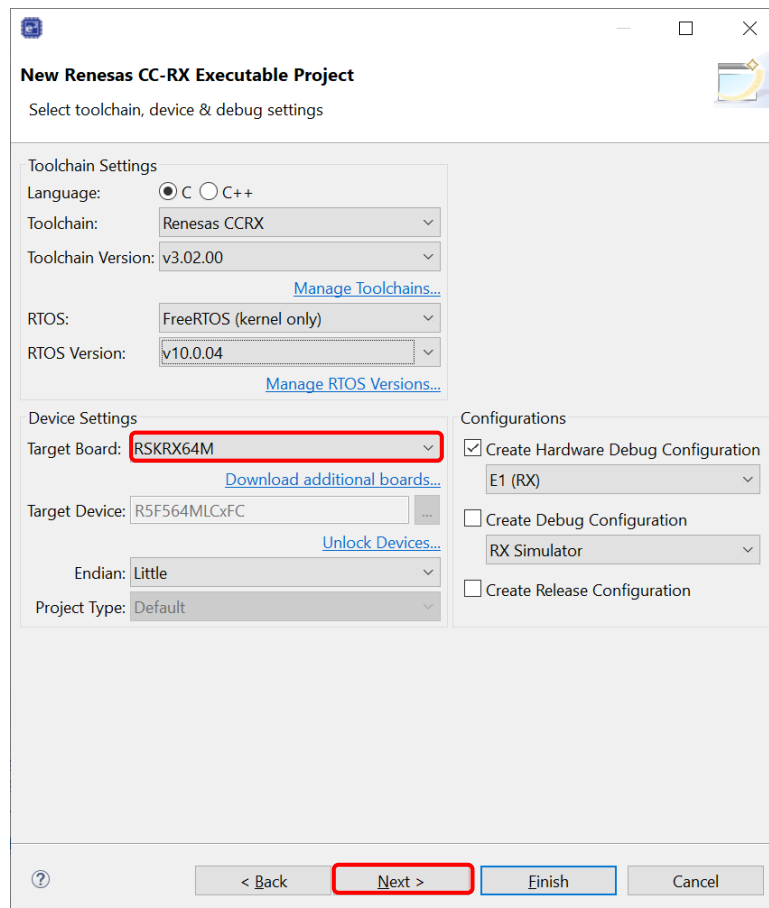 New Renesas CC-RX Executable Project
Select toolchain, device & debug settings
Toolchain Settings
Language: C C++
Toolchain: Renesas CCRX
Toolchain Version: v3.02.00
Manage Toolchains...
RTOS: FreeRTOS (kernel only)
RTOS Version: v10.0.04
Manage RTOS Versions...
Device Settings
Target Board: RSKRX64M
Download additional boards...
Target Device: R5F564MLCxFC ...
Unlock Devices...
Endian: Little
Project Type: Default
Configurations
Create Hardware Debug Configuration
E1 (RX)
Create Debug Configuration
RX Simulator
Create Release Configuration
? < Back Next > Finish Cancel